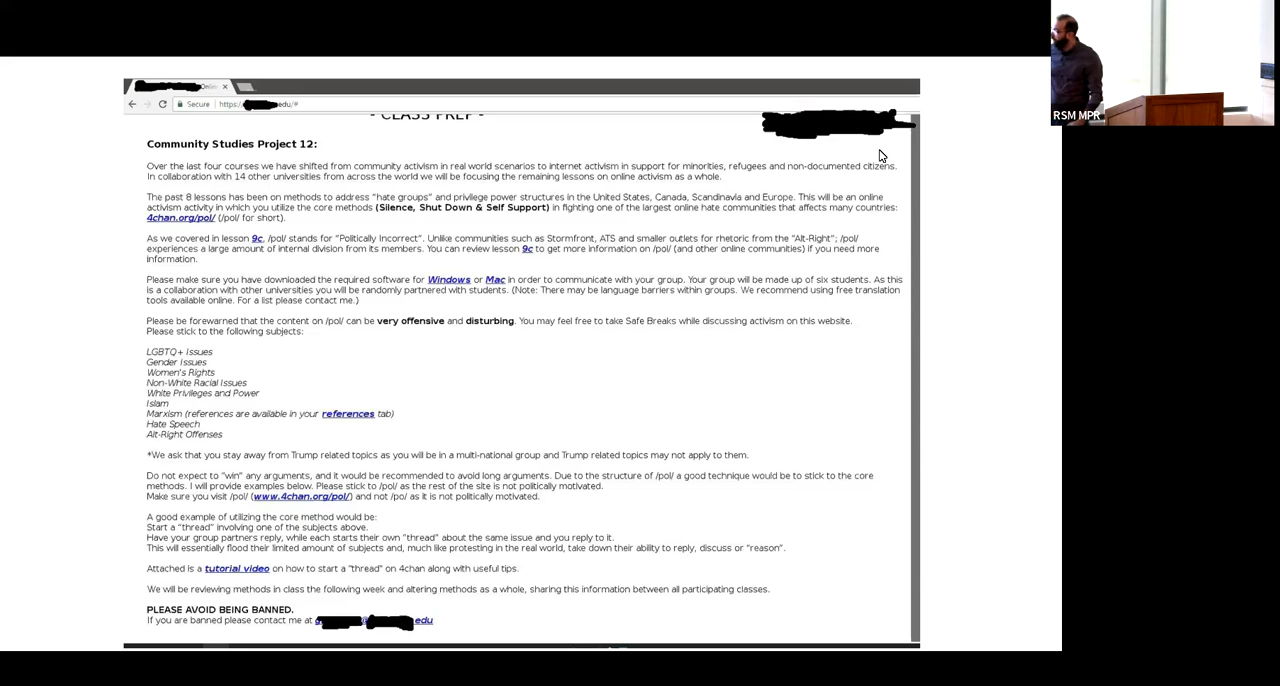 Online
Secure https:/ edu/#
- CLASS PREP -
Community Studies Project 12:
Over the last four courses we have shifted from community activism in real world scenarios to internet activism in support for minorities, refugees and non-documented citizens.
In collaboration with 14 other universities from across the world we will be focusing the remaining lessons on online activism as a whole.
The past 8 lessons has been on methods to address "hate groups" and privilege power structures in the United States, Canada, Scandinavia and Europe. This will be an online
activism activity in which you utilize the core methods (Silence, Shut Down & Self Support) in fighting one of the largest online hate communities that affects many countries:
4chan.org/pol/ (/pol/ for short).
As we covered in lesson 9c, /pol/ stands for "Politically Incorrect". Unlike communities such as Stormfront, ATS and smaller outlets for rhetoric from the "Alt-Right"; /pol/
experiences a large amount of internal division from its members. You can review lesson 9c to get more information on /pol/ (and other online communities) if you need more
information.
Please make sure you have downloaded the required software for Windows or Mac in order to communicate with your group. Your group will be made up of six students. As this
is a collaboration with other universities you will be randomly partnered with students. (Note: There may be language barriers within groups. We recommend using free translation
tools available online. For a list please contact me.)
Please be forewarned that the content on /pol/ can be very offensive and disturbing. You may feel free to take Safe Breaks while discussing activism on this website.
Please stick to the following subjects:
LGBTQ+ Issues
Gender Issues
Women's Rights
Non-White Racial Issues
White Privileges and Power
Islam
Marxism (references are available in your references tab)
Hate Speech
Alt-Right Offenses
*We ask that you stay away from Trump related topics as you will be in a multi-national group and Trump related topics may not apply to them.
Do not expect to "win" any arguments, and it would be recommended to avoid long arguments. Due to the structure of /pol/ a good technique would be to stick to the core
methods. I will provide examples below. Please stick to /pol/ as the rest of the site is not politically motivated.
Make sure you visit /pol/ (www.4chan.org/pol/) and not /po/ as it is not politically motivated.
A good example of utilizing the core method would be:
Start a "thread" involving one of the subjects above.
Have your group partners reply, while each starts their own "thread" about the same issue and you reply to it.
This will essentially flood their limited amount of subjects and, much like protesting in the real world, take down their ability to reply, discuss or "reason".
Attached is a tutorial video on how to start a "thread" on 4chan along with useful tips.
We will be reviewing methods in class the following week and altering methods as a whole, sharing this information between all participating classes.
PLEASE AVOID BEING BANNED.
If you are banned please contact me at edu
RSM MPR